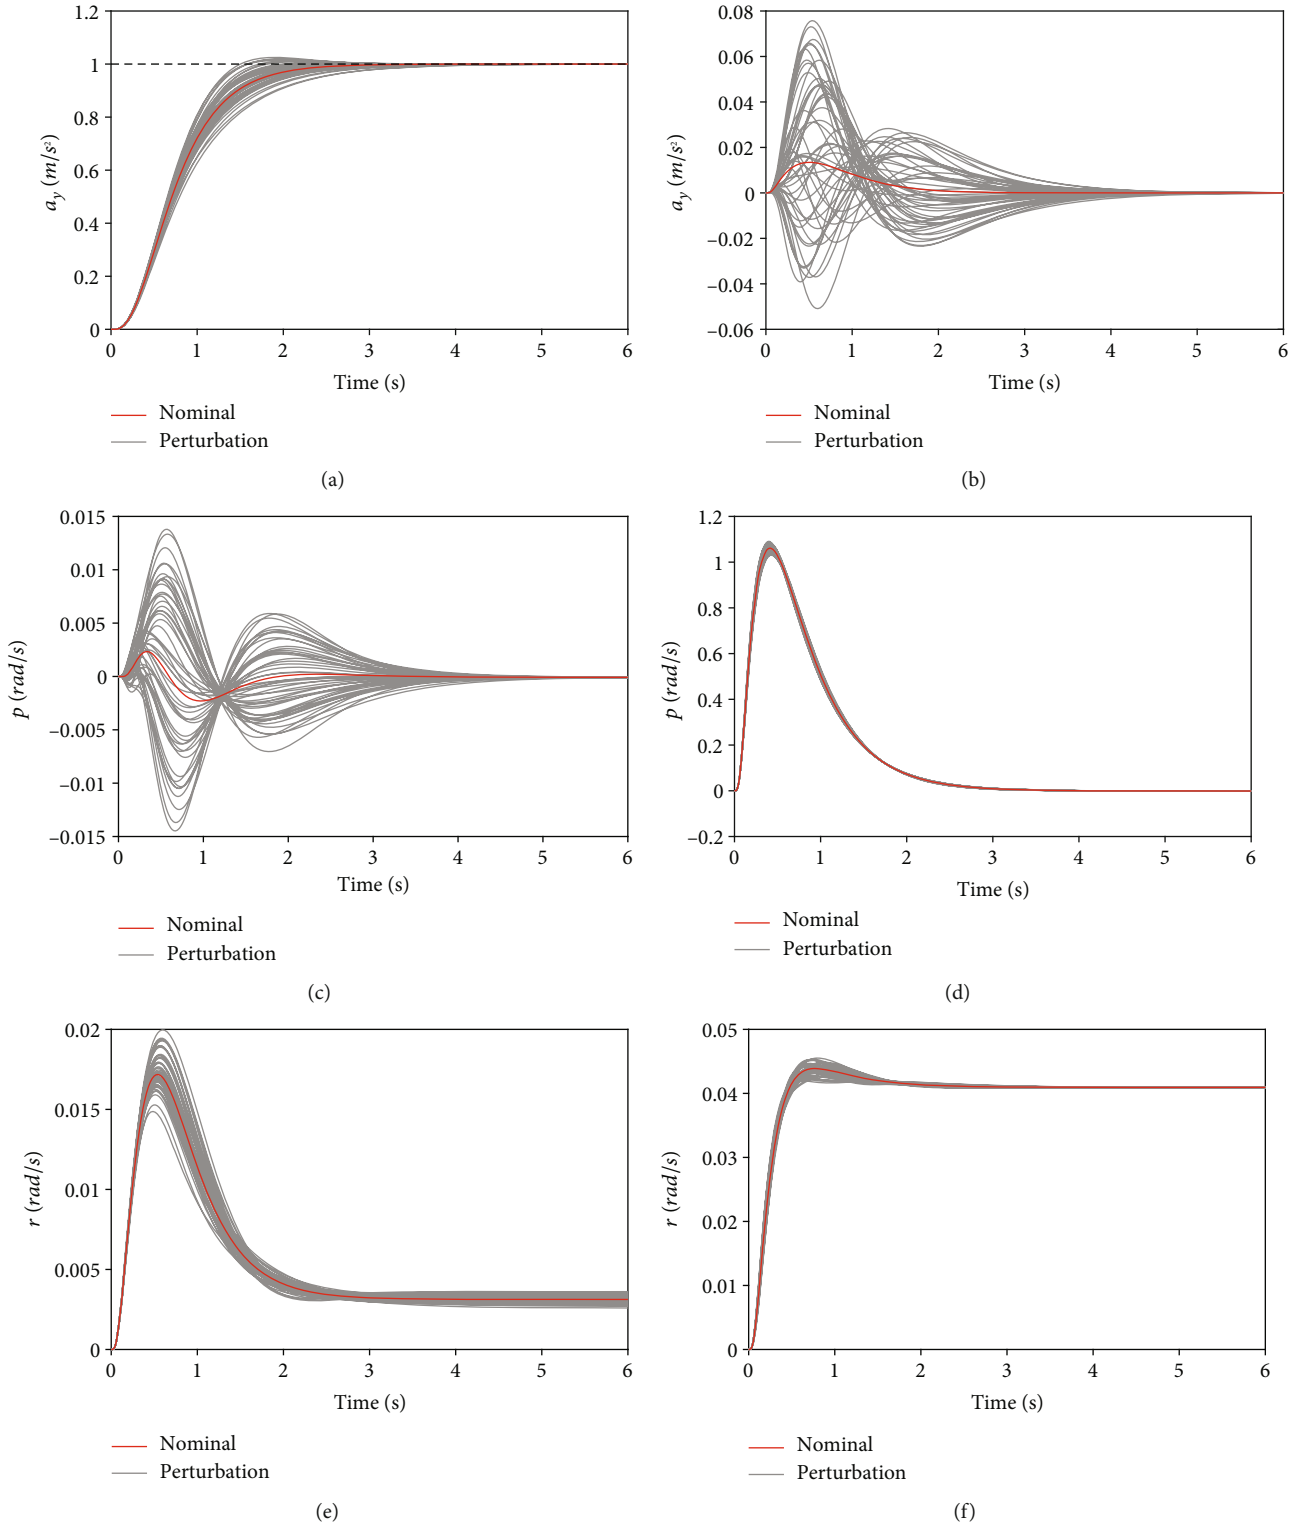 1.2
1
0.8
0.6
0.4
0.2
0
a_y (m/s²)
0 1 2 3 4 5 6
Time (s)
Nominal
Perturbation
(a)
0.08
0.06
0.04
0.02
0
–0.02
–0.04
–0.06
a_y (m/s²)
0 1 2 3 4 5 6
Time (s)
Nominal
Perturbation
(b)
0.015
0.01
0.005
0
–0.005
–0.01
–0.015
p (rad/s)
0 1 2 3 4 5 6
Time (s)
Nominal
Perturbation
(c)
1.2
1
0.8
0.6
0.4
0.2
0
–0.2
p (rad/s)
0 1 2 3 4 5 6
Time (s)
Nominal
Perturbation
(d)
0.02
0.015
0.01
0.005
0
r (rad/s)
0 1 2 3 4 5 6
Time (s)
Nominal
Perturbation
(e)
0.05
0.04
0.03
0.02
0.01
0
r (rad/s)
0 1 2 3 4 5 6
Time (s)
Nominal
Perturbation
(f)